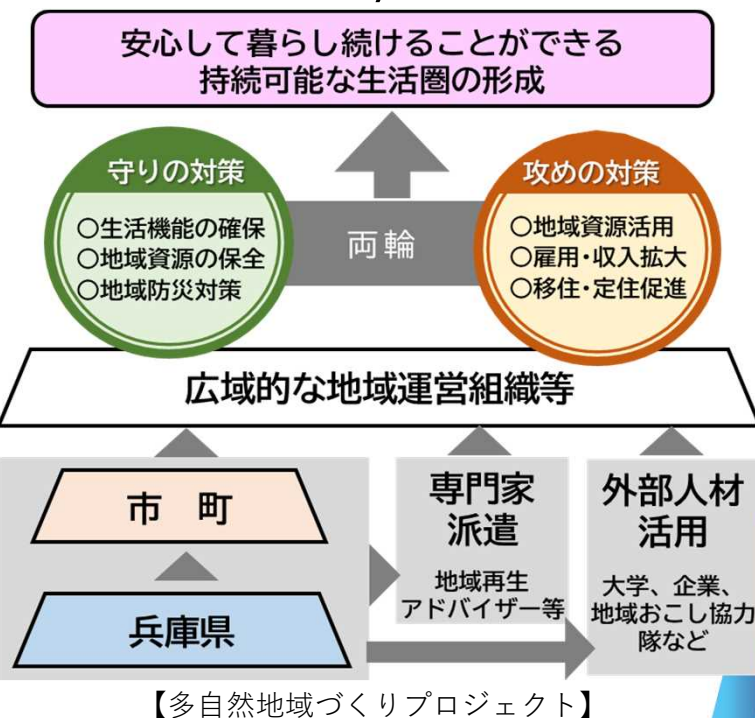 安心して暮らし続けることができる
持続可能な生活圏の形成
守りの対策
〇生活機能の確保
〇地域資源の保全
〇地域防災対策
両輪
攻めの対策
〇地域資源活用
〇雇用・収入拡大
〇移住・定住促進
広域的な地域運営組織等
市　町
兵庫県
専門家
派遣
地域再生
アドバイザー等
外部人材
活用
大学、企業、
地域おこし協力
隊など
【多自然地域づくりプロジェクト】